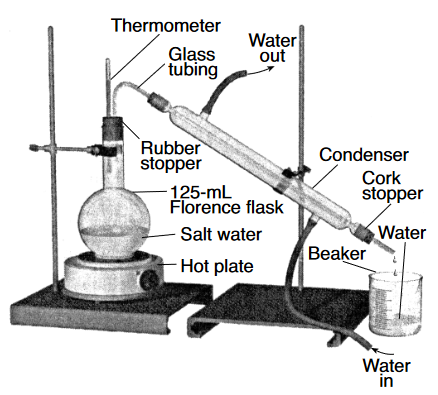 Thermometer
Glass
tubing
Water
out
Rubber
stopper
Condenser
Cork
stopper
125-mL
Florence flask
Salt water
Water
Beaker
Hot plate
Water
in